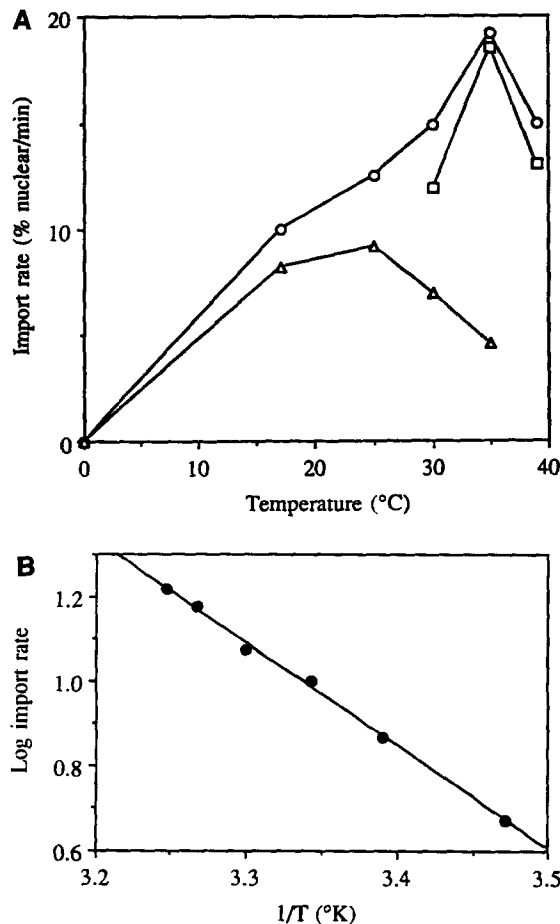 A
20
10
0
Import rate (% nuclear/min)
0 10 20 30 40
Temperature (°C)
B
1.2
1.0
0.8
0.6
Log import rate
3.2 3.3 3.4 3.5
1/T (°K)